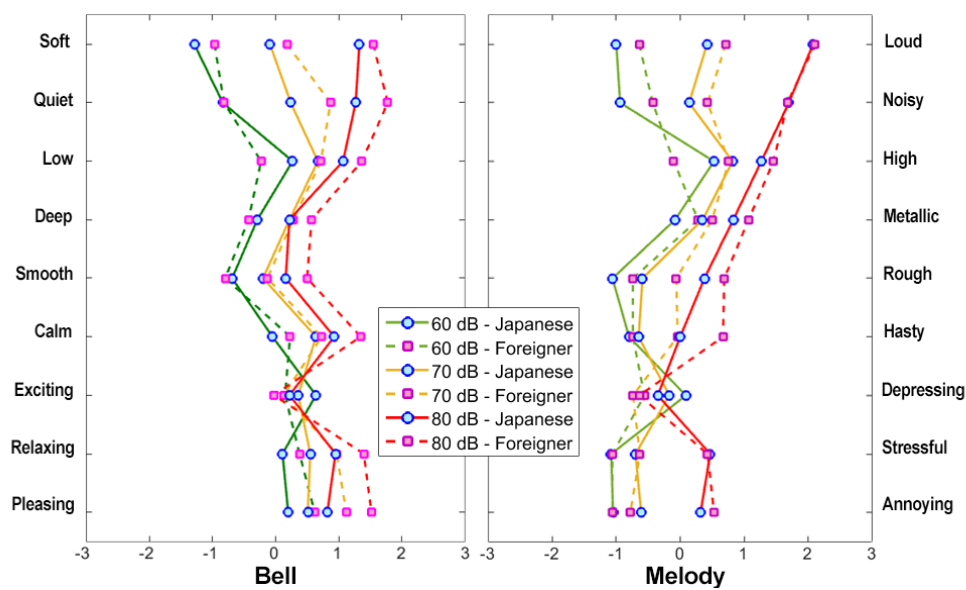 Soft Loud
Quiet Noisy
Low High
Deep Metallic
Smooth Rough
Calm Hasty
Exciting Depressing
Relaxing Stressful
Pleasing Annoying
60 dB - Japanese
60 dB - Foreigner
70 dB - Japanese
70 dB - Foreigner
80 dB - Japanese
80 dB - Foreigner
-3 -2 -1 0 1 2 3 -3 -2 -1 0 1 2 3
Bell Melody